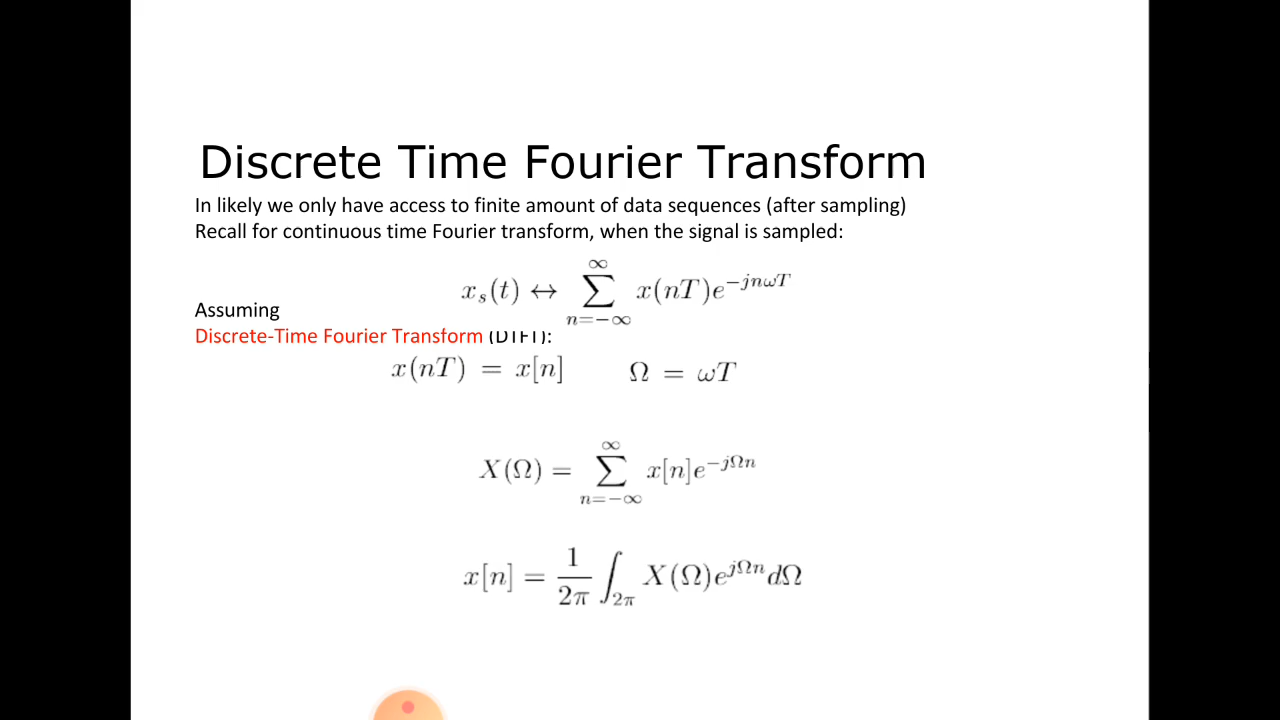 Discrete Time Fourier Transform
In likely we only have access to finite amount of data sequences (after sampling)
Recall for continuous time Fourier transform, when the signal is sampled:
x_s(t) ↔ ∑_{n=−∞}^{∞} x(nT)e^{−jnωT}
Assuming
Discrete-Time Fourier Transform (DTFT):
x(nT) = x[n]    Ω = ωT
X(Ω) = ∑_{n=−∞}^{∞} x[n]e^{−jΩn}
x[n] = \frac{1}{2π} ∫_{2π} X(Ω)e^{jΩn}dΩ